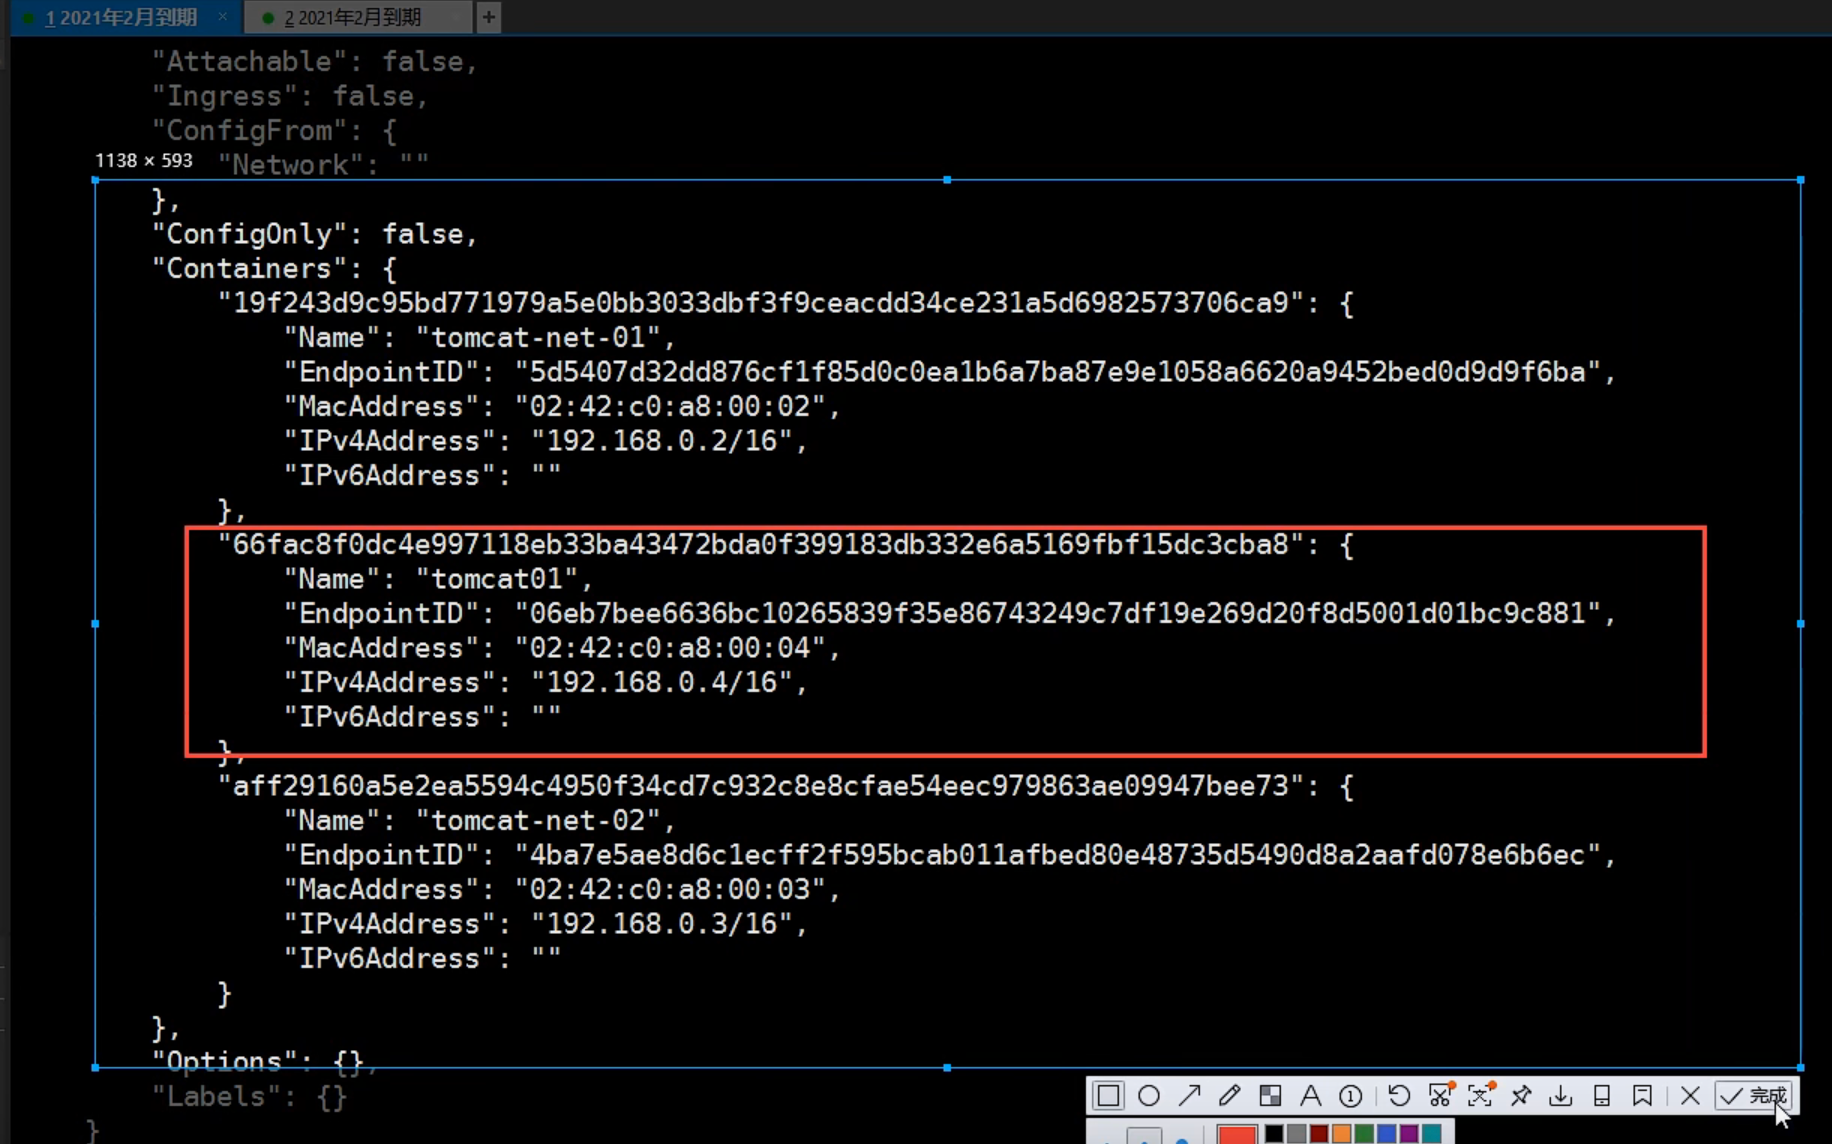 1 2021年2月到期 × 2 2021年2月到期 +
"Attachable": false,
"Ingress": false,
"ConfigFrom": {
1138 × 593 "Network": ""
},
"ConfigOnly": false,
"Containers": {
"19f243d9c95bd771979a5e0bb3033dbf3f9ceacdd34ce231a5d6982573706ca9": {
"Name": "tomcat-net-01",
"EndpointID": "5d5407d32dd876cf1f85d0c0ea1b6a7ba87e9e1058a6620a9452bed0d9d9f6ba",
"MacAddress": "02:42:c0:a8:00:02",
"IPv4Address": "192.168.0.2/16",
"IPv6Address": ""
},
"66fac8f0dc4e997118eb33ba43472bda0f399183db332e6a5169fbf15dc3cba8": {
"Name": "tomcat01",
"EndpointID": "06eb7bee6636bc10265839f35e86743249c7df19e269d20f8d5001d01bc9c881",
"MacAddress": "02:42:c0:a8:00:04",
"IPv4Address": "192.168.0.4/16",
"IPv6Address": ""
},
"aff29160a5e2ea5594c4950f34cd7c932c8e8cfae54eec979863ae09947bee73": {
"Name": "tomcat-net-02",
"EndpointID": "4ba7e5ae8d6c1ecff2f595bcab011afbed80e48735d5490d8a2aafd078e6b6ec",
"MacAddress": "02:42:c0:a8:00:03",
"IPv4Address": "192.168.0.3/16",
"IPv6Address": ""
}
},
"Options": {},
"Labels": {}
}
完成